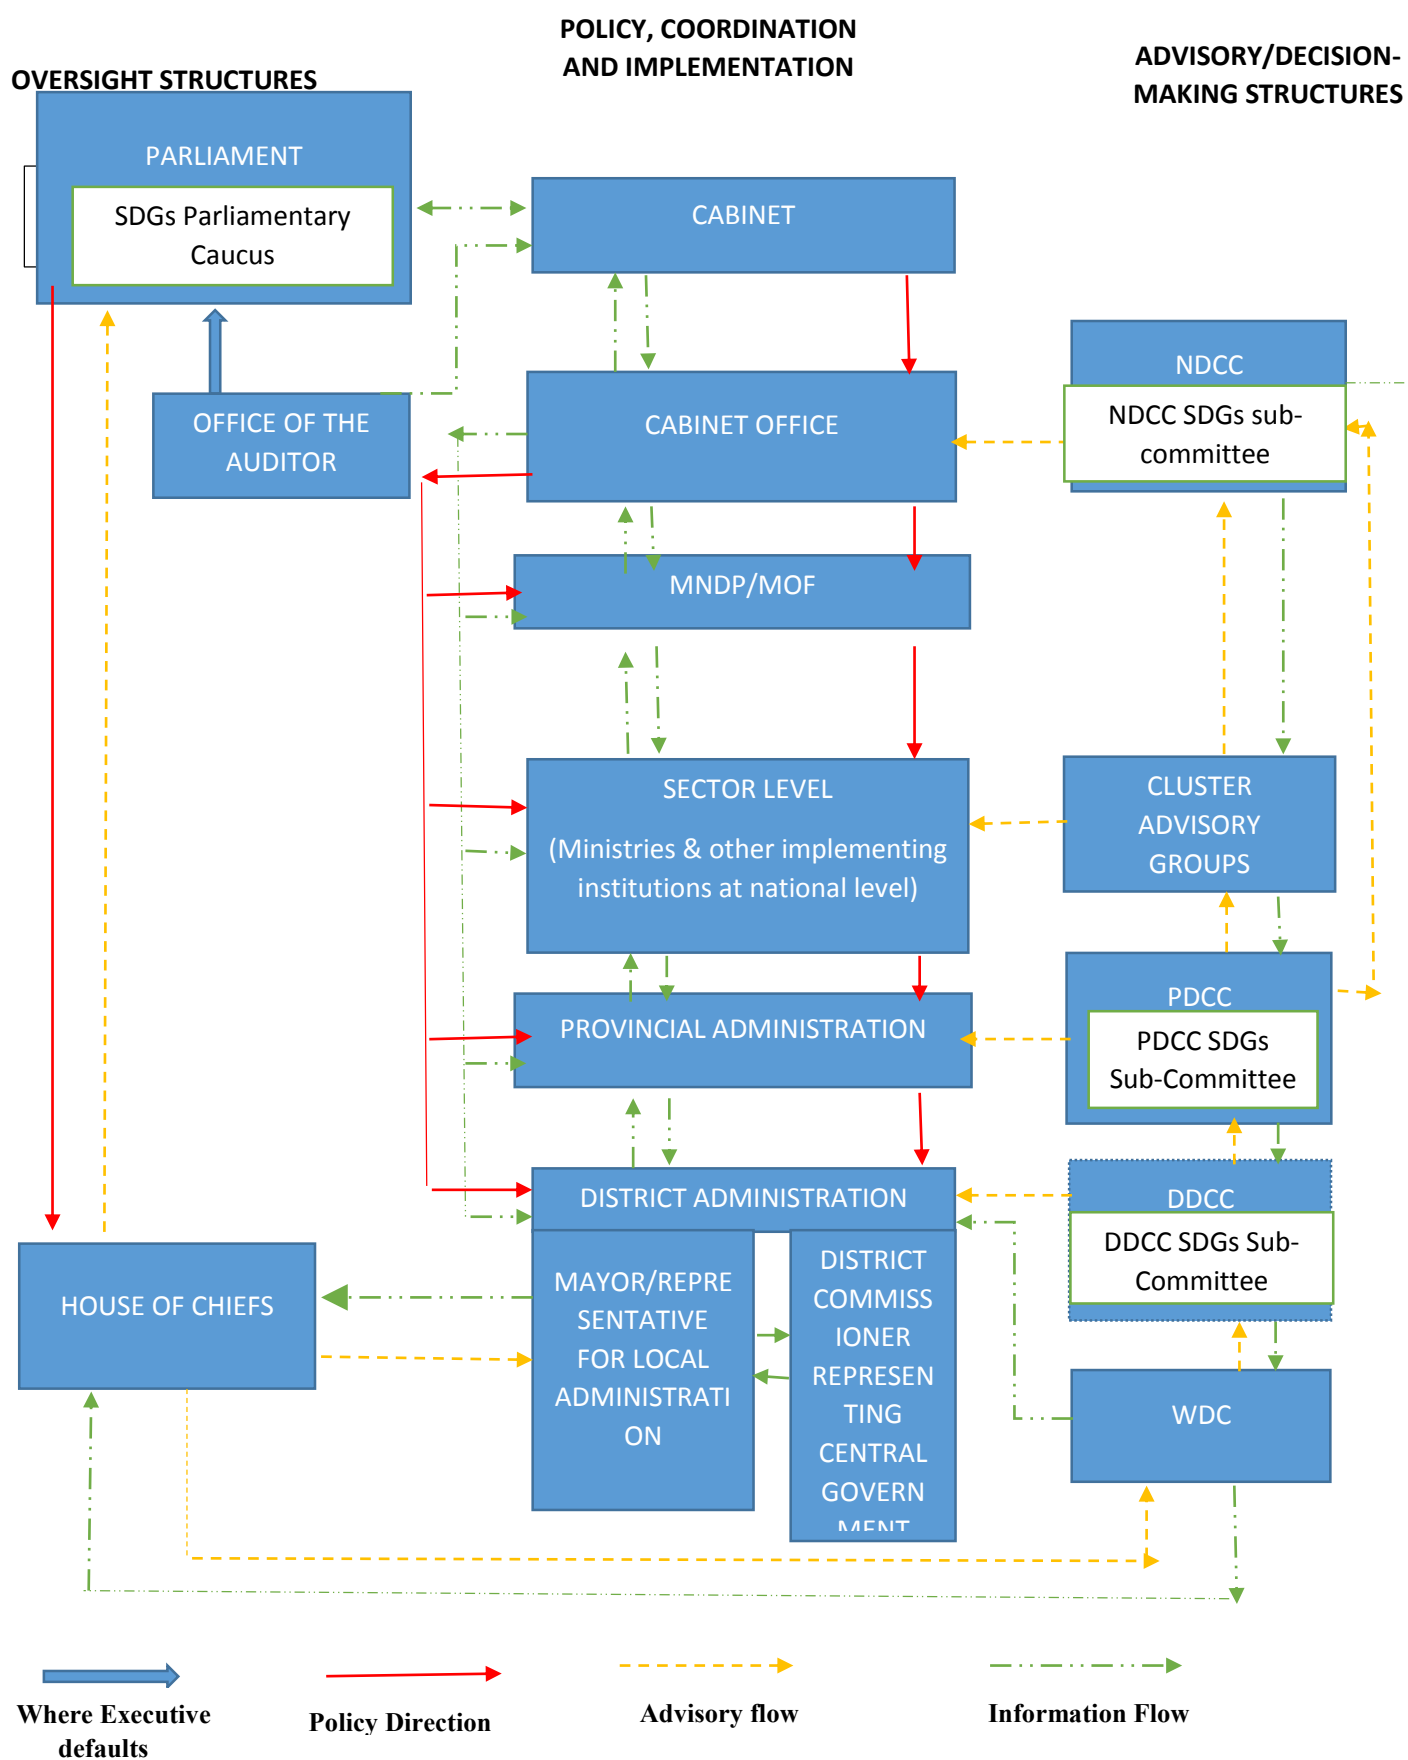 POLICY, COORDINATION
AND IMPLEMENTATION
OVERSIGHT STRUCTURES
ADVISORY/DECISION-
MAKING STRUCTURES
PARLIAMENT
SDGs Parliamentary
Caucus
CABINET
OFFICE OF THE
AUDITOR
CABINET OFFICE
NDCC
NDCC SDGs sub-
committee
MNDP/MOF
SECTOR LEVEL
(Ministries & other implementing
institutions at national level)
CLUSTER
ADVISORY
GROUPS
PROVINCIAL ADMINISTRATION
PDCC
PDCC SDGs
Sub-Committee
DISTRICT ADMINISTRATION
DDCC
DDCC SDGs Sub-
Committee
HOUSE OF CHIEFS
MAYOR/REPRE
SENTATIVE
FOR LOCAL
ADMINISTRATI
ON
DISTRICT
COMMISS
IONER
REPRESEN
TING
CENTRAL
GOVERN
MENT
WDC
Where Executive
defaults
Policy Direction
Advisory flow
Information Flow